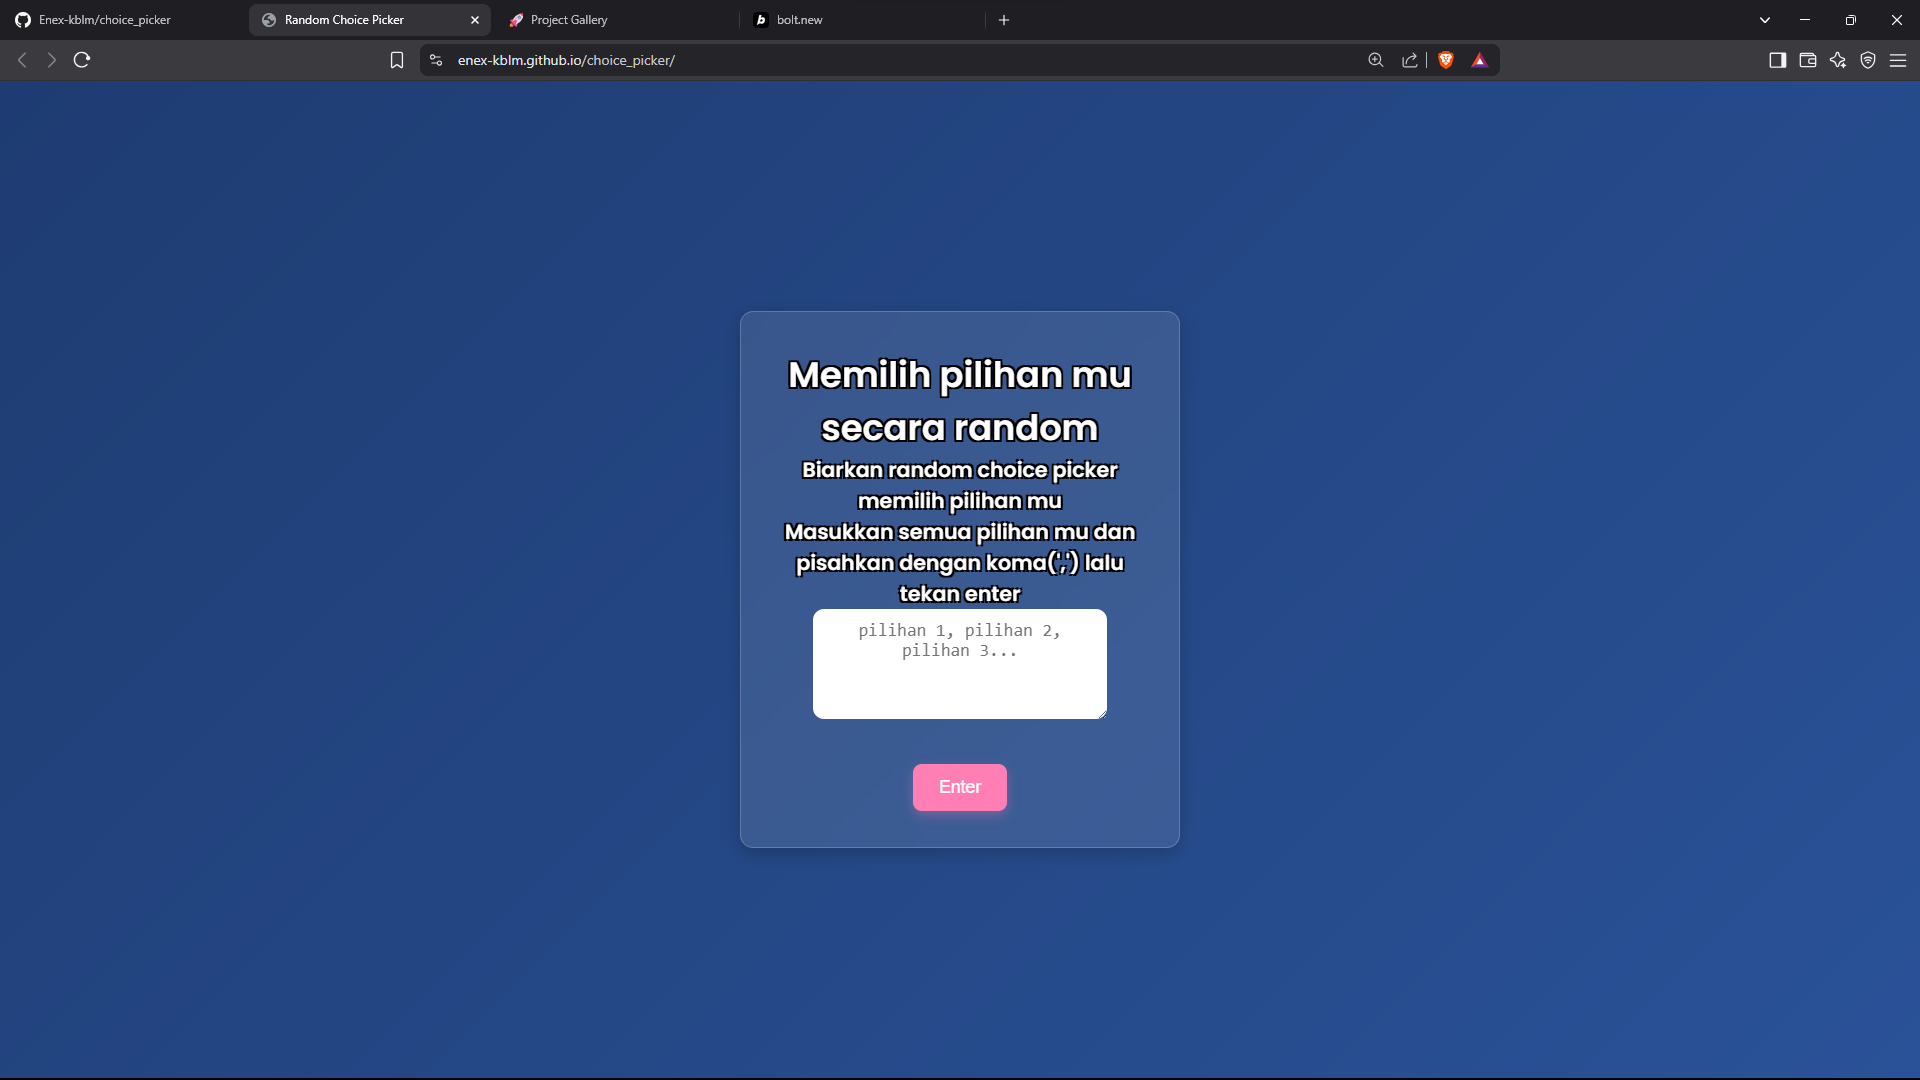 Enex-kblm/choice_picker
Random Choice Picker
Project Gallery
bolt.new
enex-kblm.github.io/choice_picker/
Memilih pilihan mu
secara random
Biarkan random choice picker
memilih pilihan mu
Masukkan semua pilihan mu dan
pisahkan dengan koma(',') lalu
tekan enter
pilihan 1, pilihan 2,
pilihan 3...
Enter